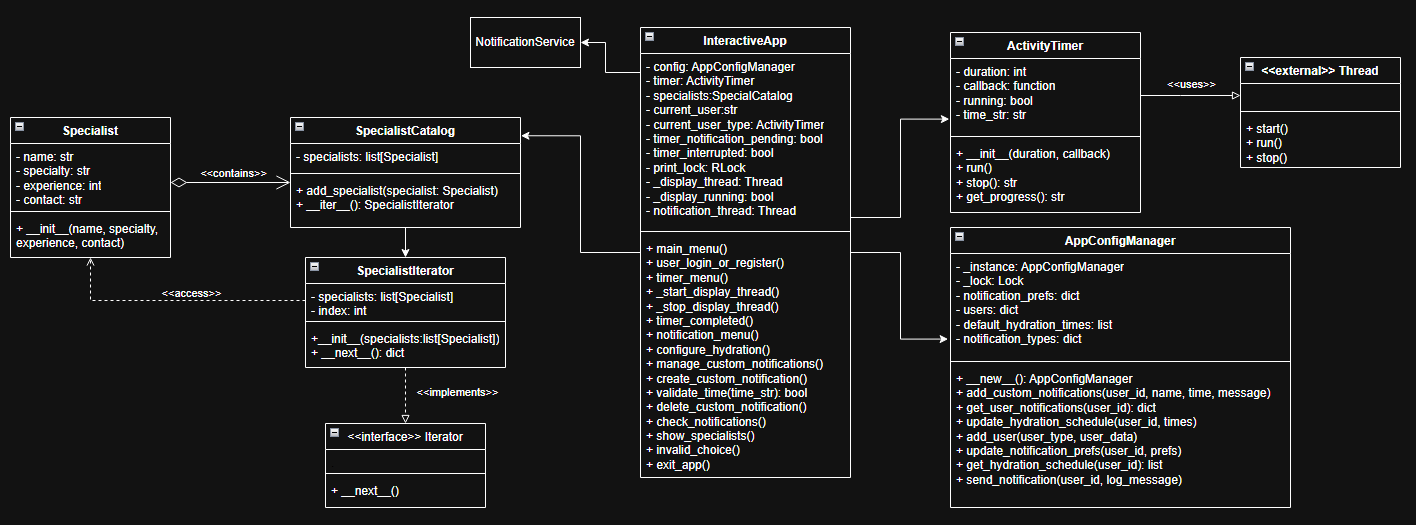 NotificationService
InteractiveApp
- config: AppConfigManager
- timer: ActivityTimer
- specialists:SpecialCatalog
- current_user:str
- current_user_type: ActivityTimer
- timer_notification_pending: bool
- timer_interrupted: bool
- print_lock: RLock
- _display_thread: Thread
- _display_running: bool
- notification_thread: Thread
+ main_menu()
+ user_login_or_register()
+ timer_menu()
+ _start_display_thread()
+ _stop_display_thread()
+ timer_completed()
+ notification_menu()
+ configure_hydration()
+ manage_custom_notifications()
+ create_custom_notification()
+ validate_time(time_str): bool
+ delete_custom_notification()
+ check_notifications()
+ show_specialists()
+ invalid_choice()
+ exit_app()
ActivityTimer
- duration: int
- callback: function
- running: bool
- time_str: str
+ __init__(duration, callback)
+ run()
+ stop(): str
+ get_progress(): str
<<uses>>
<<external>> Thread
+ start()
+ run()
+ stop()
Specialist
- name: str
- specialty: str
- experience: int
- contact: str
+ __init__(name, specialty,
experience, contact)
<<contains>>
SpecialistCatalog
- specialists: list[Specialist]
+ add_specialist(specialist: Specialist)
+ __iter__(): SpecialistIterator
SpecialistIterator
- specialists: list[Specialist]
- index: int
+__init__(specialists:list[Specialist])
+ __next__(): dict
<<access>>
<<implements>>
<<interface>> Iterator
+ __next__()
AppConfigManager
- _instance: AppConfigManager
- _lock: Lock
- notification_prefs: dict
- users: dict
- default_hydration_times: list
- notification_types: dict
+ __new__(): AppConfigManager
+ add_custom_notifications(user_id, name, time, message)
+ get_user_notifications(user_id): dict
+ update_hydration_schedule(user_id, times)
+ add_user(user_type, user_data)
+ update_notification_prefs(user_id, prefs)
+ get_hydration_schedule(user_id): list
+ send_notification(user_id, log_message)